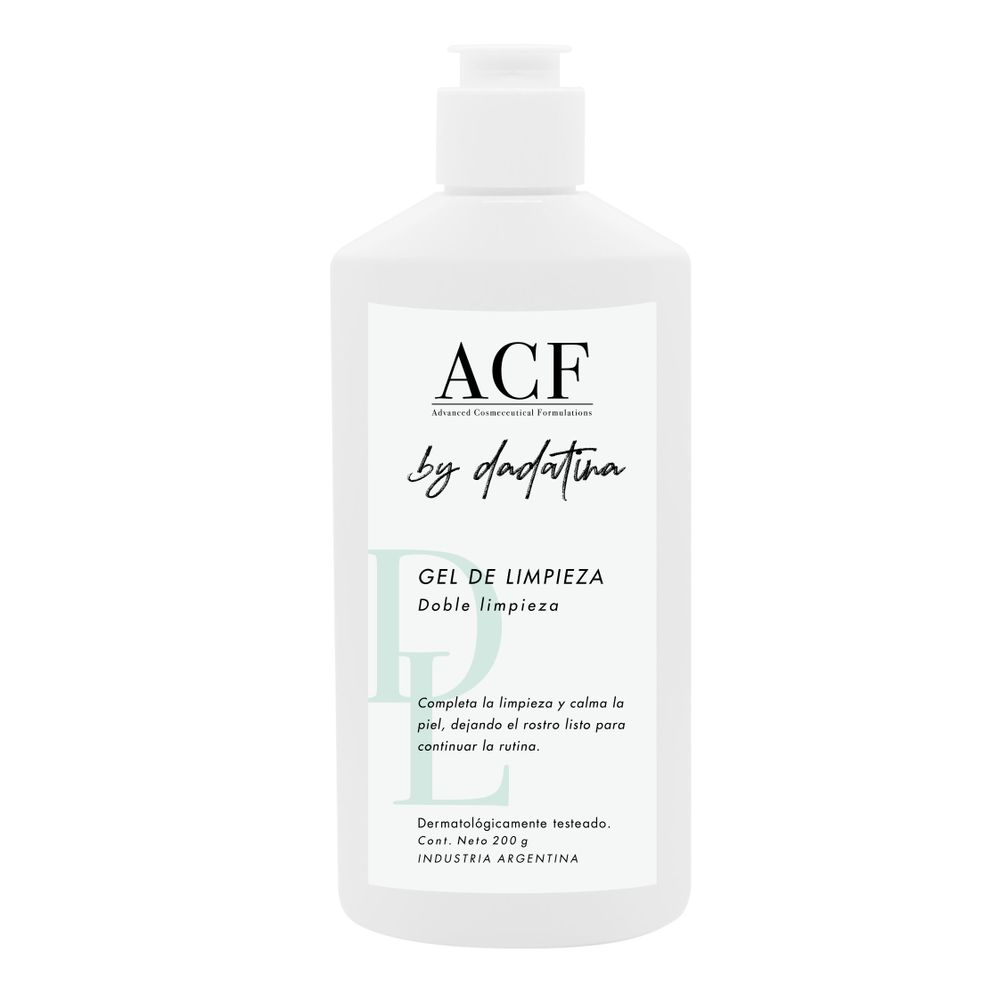 ACF
Advanced Cosmeceutical Formulations
by dadatina
DL
GEL DE LIMPIEZA
Doble limpieza
Completa la limpieza y calma la
piel, dejando el rostro listo para
continuar la rutina.
Dermatológicamente testeado.
Cont. Neto 200 g
INDUSTRIA ARGENTINA